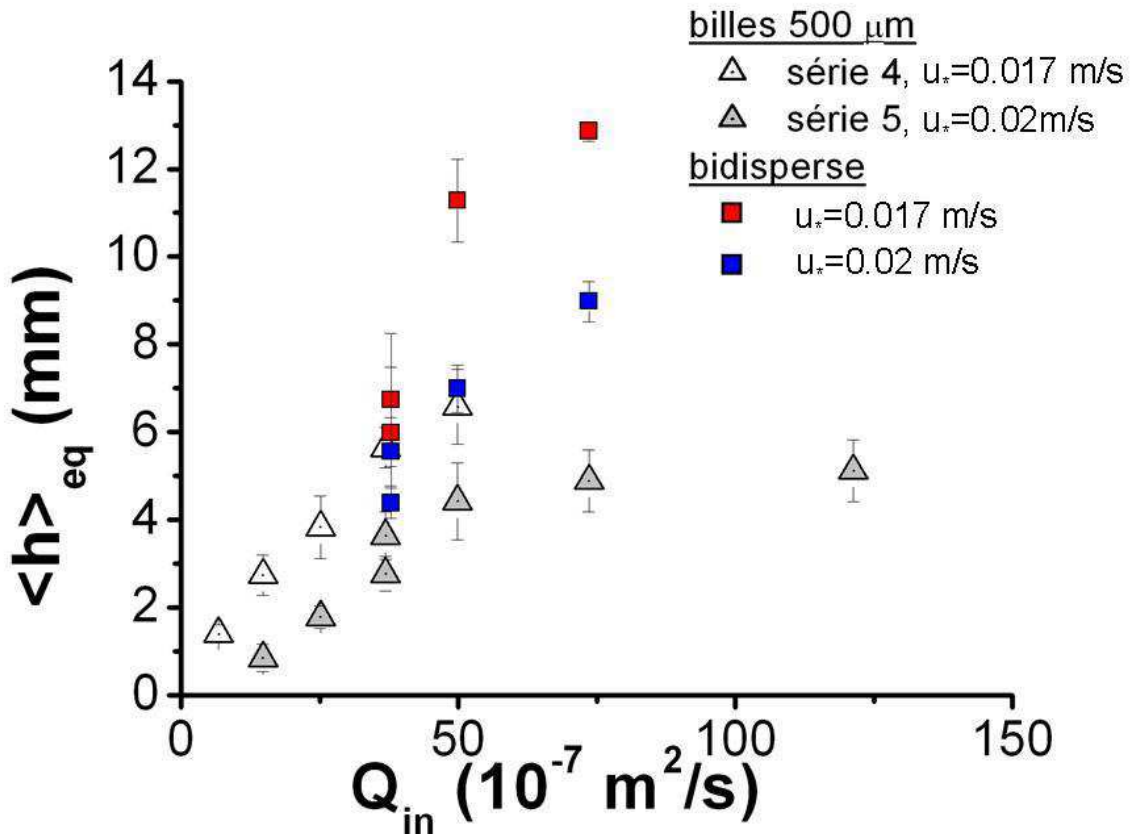 billes 500 μm
série 4, u*=0.017 m/s
série 5, u*=0.02m/s
bidisperse
u*=0.017 m/s
u*=0.02 m/s
14
12
10
8
6
4
2
0
<h>eq (mm)
0
50
100
150
Qin (10-7 m2/s)